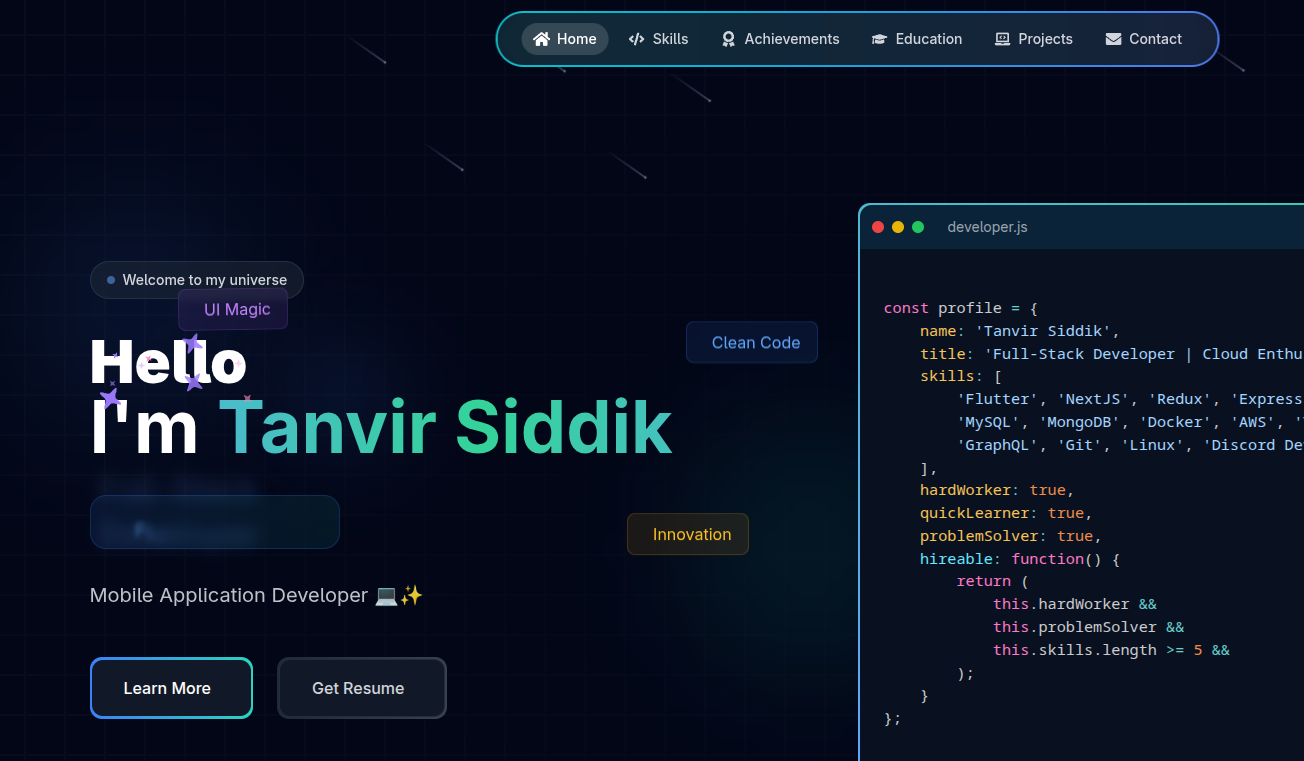 Home Skills Achievements Education Projects Contact
Welcome to my universe
UI Magic
Hello
I'm Tanvir Siddik
Clean Code
Innovation
Mobile Application Developer 💻✨
Learn More Get Resume
developer.js
const profile = {
name: 'Tanvir Siddik',
title: 'Full-Stack Developer | Cloud Enthu
skills: [
'Flutter', 'NextJS', 'Redux', 'Express
'MySQL', 'MongoDB', 'Docker', 'AWS', '
'GraphQL', 'Git', 'Linux', 'Discord De
],
hardWorker: true,
quickLearner: true,
problemSolver: true,
hireable: function() {
return (
this.hardWorker &&
this.problemSolver &&
this.skills.length >= 5 &&
);
}
};